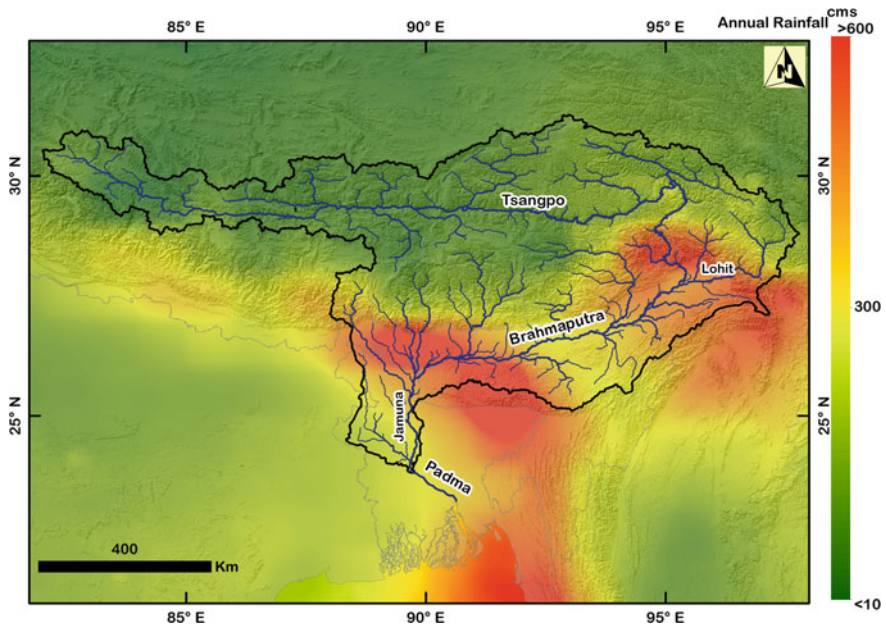 85° E 90° E 95° E
Annual Rainfall
cms
>600
N
30° N
30° N
Tsangpo
Lohit
Brahmaputra
300
25° N
25° N
Jamuna
Padma
400
Km
<10
85° E 90° E 95° E